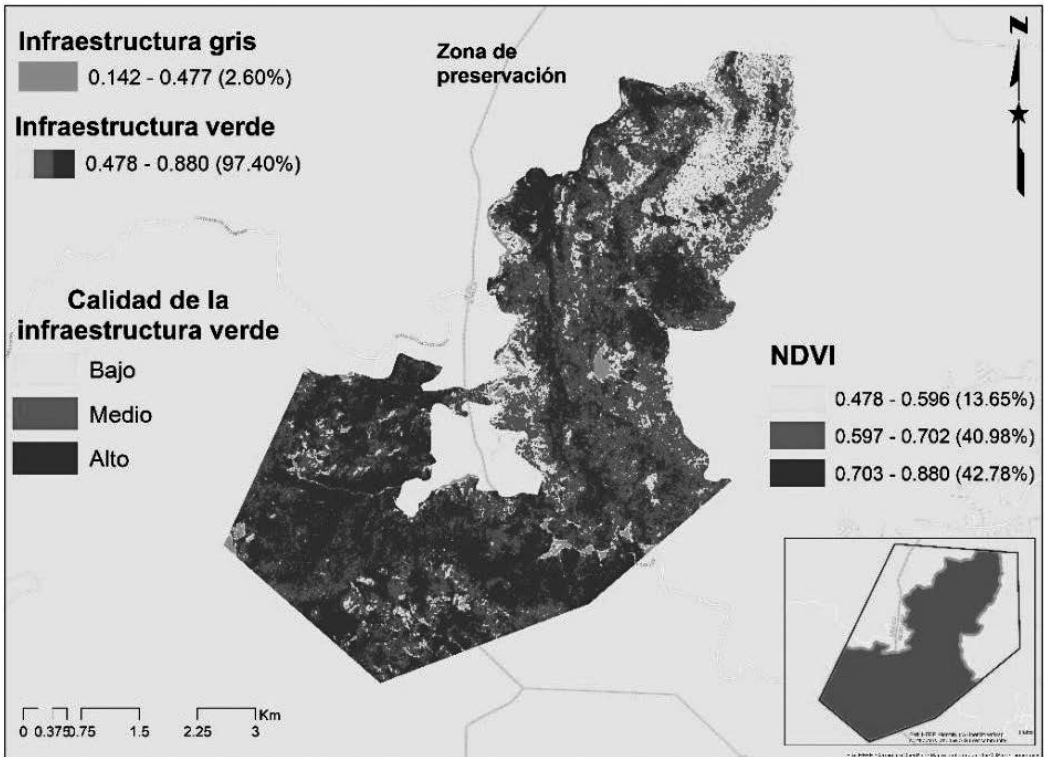 Infraestructura gris
0.142 - 0.477 (2.60%)
Infraestructura verde
0.478 - 0.880 (97.40%)
Zona de
preservación
N
Calidad de la
infraestructura verde
Bajo
Medio
Alto
NDVI
0.478 - 0.596 (13.65%)
0.597 - 0.702 (40.98%)
0.703 - 0.880 (42.78%)
0 0.375 0.75 1.5 2.25 3 Km